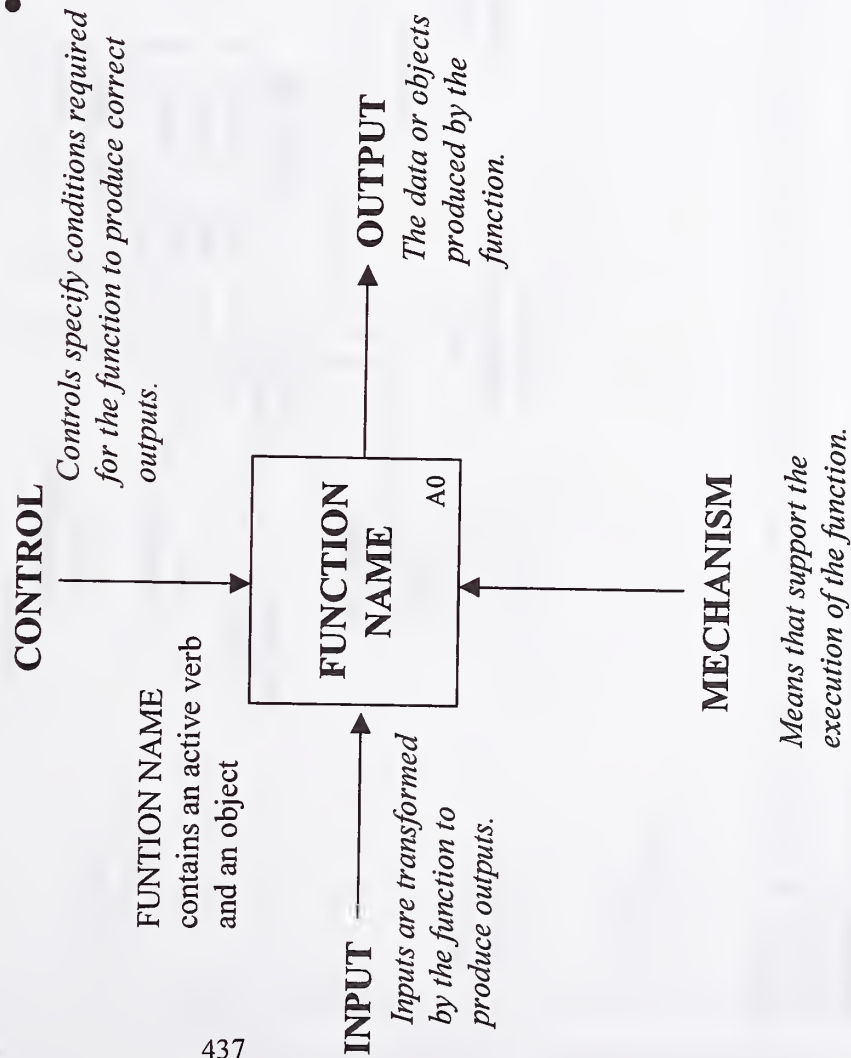 CONTROL
Controls specify conditions required
for the function to produce correct
outputs.
FUNTION NAME
contains an active verb
and an object
INPUT
Inputs are transformed
by the function to
produce outputs.
FUNCTION
NAME
A0
OUTPUT
The data or objects
produced by the
function.
MECHANISM
Means that support the
execution of the function.
437